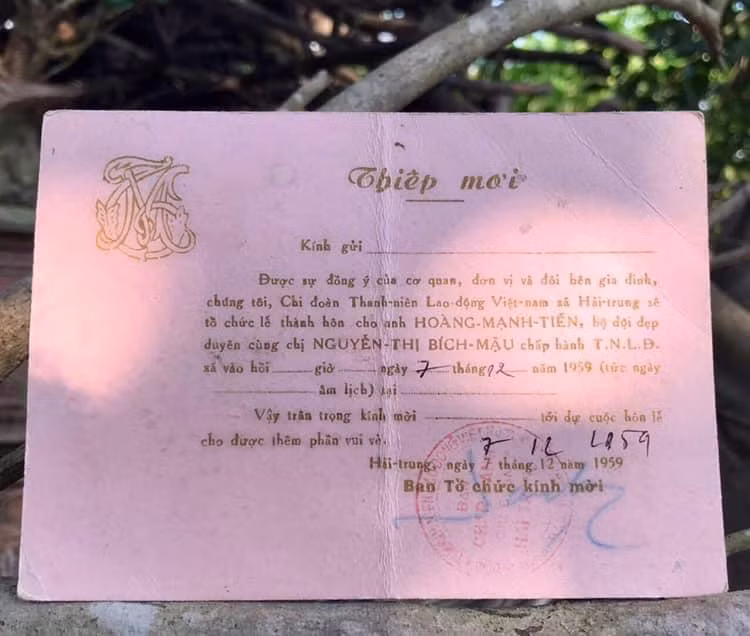 Thiếp mời
Kính gửi
Được sự đồng ý của cơ quan, đơn vị và đôi bên gia đình,
chúng tôi, Chi đoàn Thanh-niên Lao-động Việt-nam xã Hải-trung sẽ
tổ chức lễ thành hôn cho anh HOÀNG-MẠNH-TIẾN, bộ đội đẹp
duyên cùng chị NGUYỄN-THỊ BÍCH-MẬU chấp hành T.N.L.Đ.
xã vào hồi giờ ngày 7 tháng 12 năm 1959 (tức ngày
âm lịch) tại
Vậy trân trọng kính mời tới dự cuộc hôn lễ
cho được thêm phần vui vẻ.
7 12 1959
Hải-trung, ngày 7 tháng 12 năm 1959
Ban Tổ chức kính mời